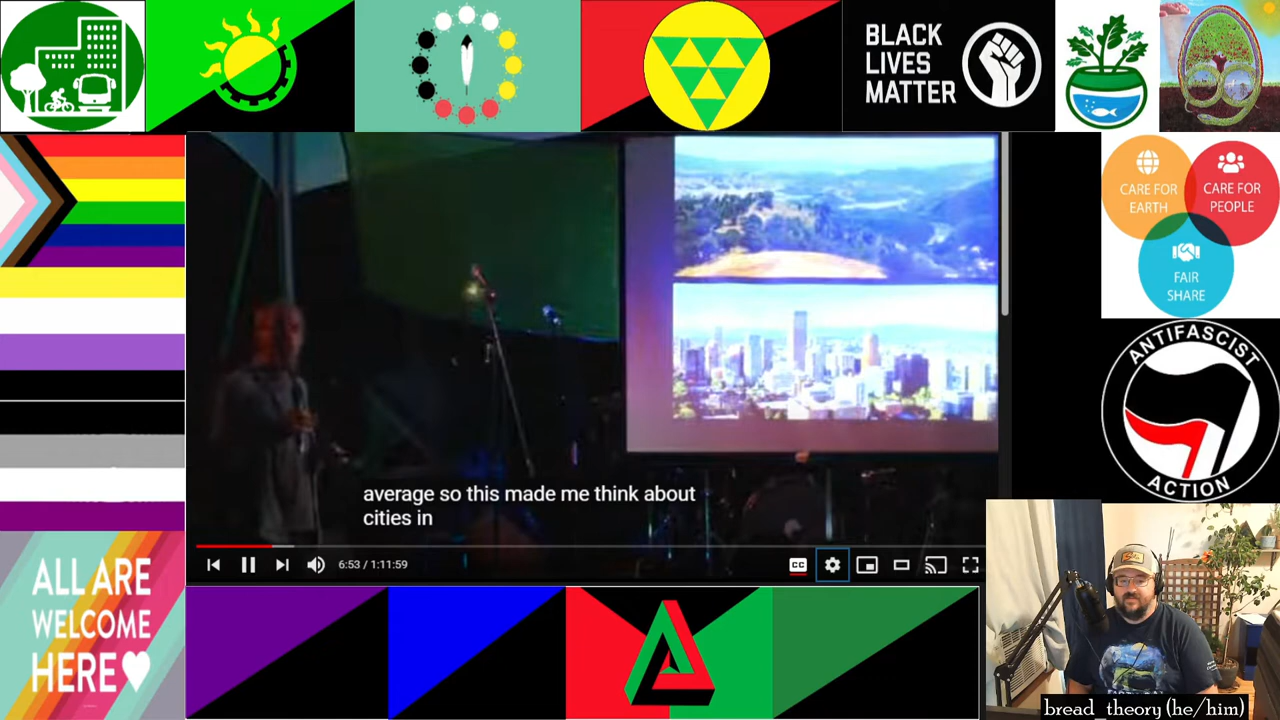 BLACK
LIVES
MATTER
CARE FOR
EARTH
CARE FOR
PEOPLE
FAIR
SHARE
ANTIFASCIST
ACTION
average so this made me think about
cities in
CC
6:53 / 1:11:59
ALL ARE
WELCOME
HERE
bread_theory (he/him)